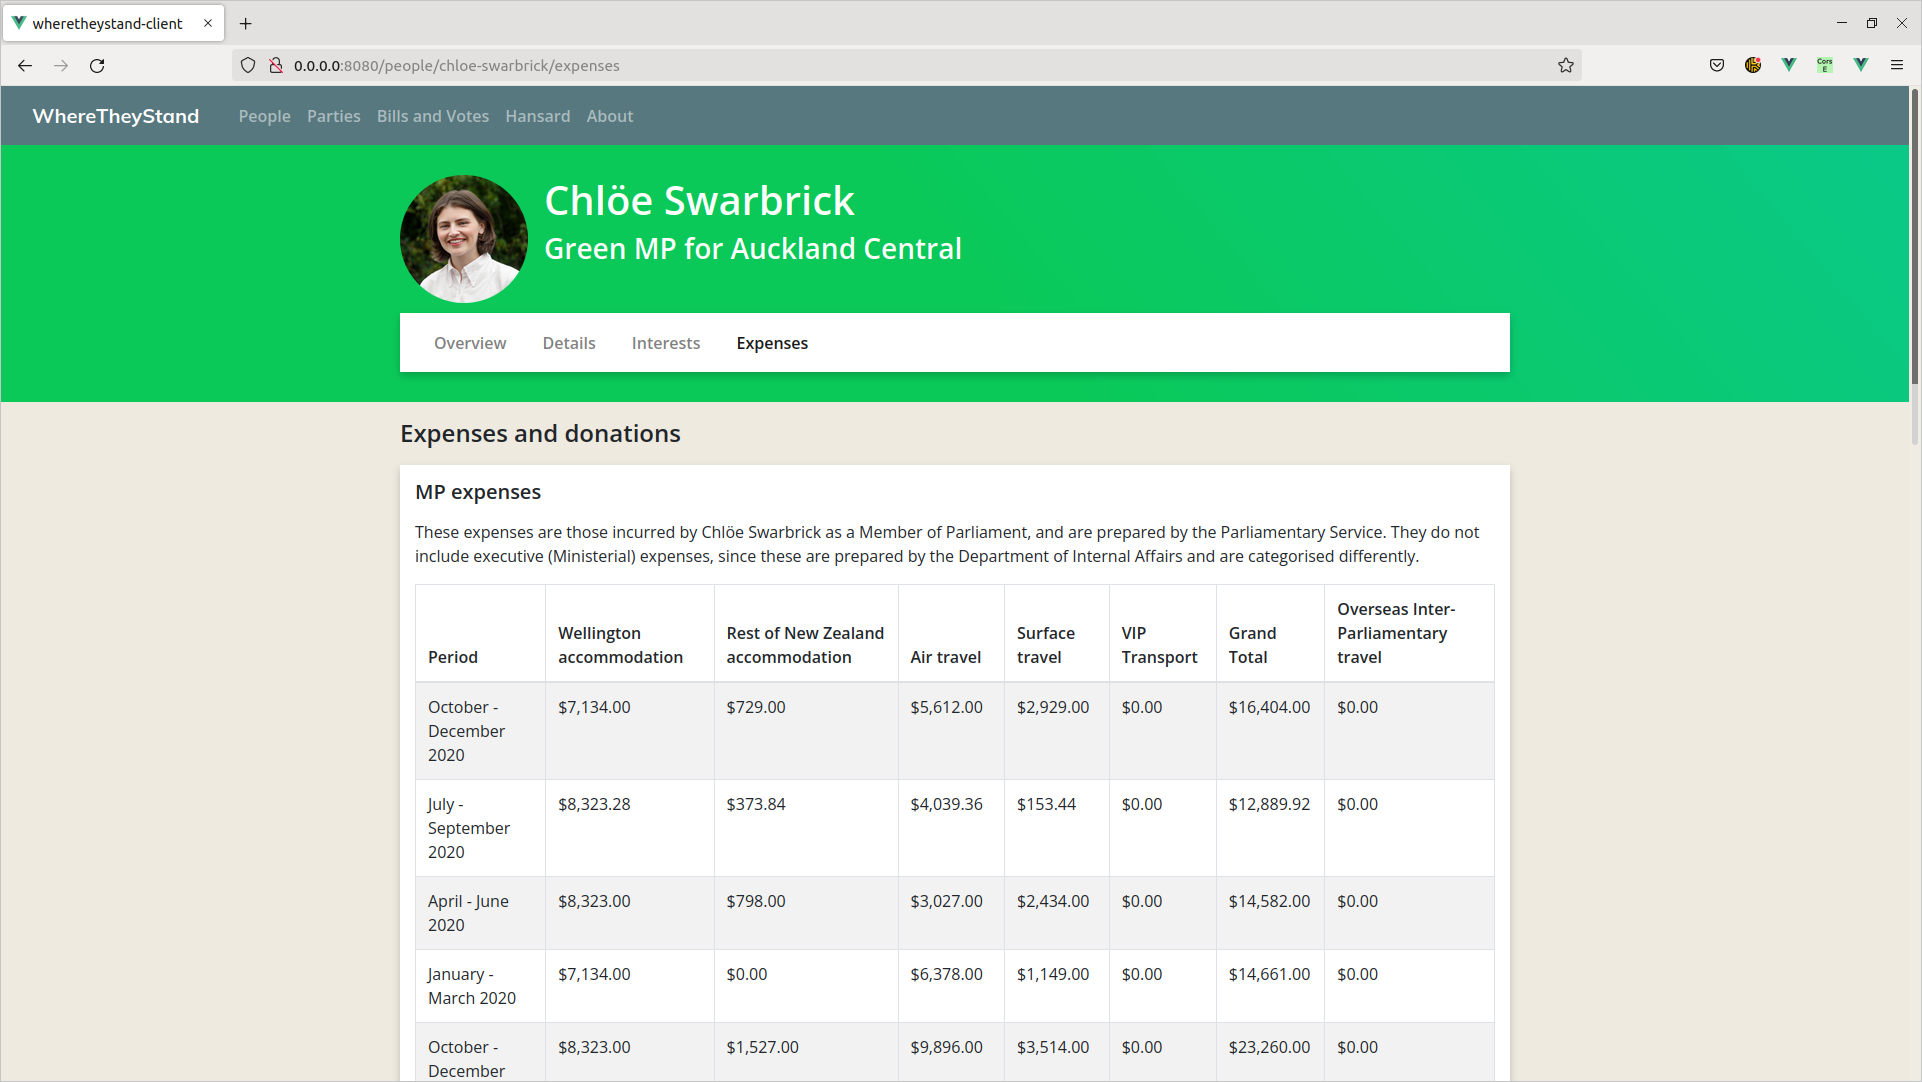 wheretheystand-client
0.0.0.0:8080/people/chloe-swarbrick/expenses
Cors
E
WhereTheyStand People Parties Bills and Votes Hansard About
Chlöe Swarbrick
Green MP for Auckland Central
Overview Details Interests Expenses
Expenses and donations
MP expenses
These expenses are those incurred by Chlöe Swarbrick as a Member of Parliament, and are prepared by the Parliamentary Service. They do not
include executive (Ministerial) expenses, since these are prepared by the Department of Internal Affairs and are categorised differently.
Period
Wellington
accommodation
Rest of New Zealand
accommodation
Air travel
Surface
travel
VIP
Transport
Grand
Total
Overseas Inter-
Parliamentary
travel
October -
December
2020
$7,134.00 $729.00 $5,612.00 $2,929.00 $0.00 $16,404.00 $0.00
July -
September
2020
$8,323.28 $373.84 $4,039.36 $153.44 $0.00 $12,889.92 $0.00
April - June
2020
$8,323.00 $798.00 $3,027.00 $2,434.00 $0.00 $14,582.00 $0.00
January -
March 2020
$7,134.00 $0.00 $6,378.00 $1,149.00 $0.00 $14,661.00 $0.00
October -
December
$8,323.00 $1,527.00 $9,896.00 $3,514.00 $0.00 $23,260.00 $0.00